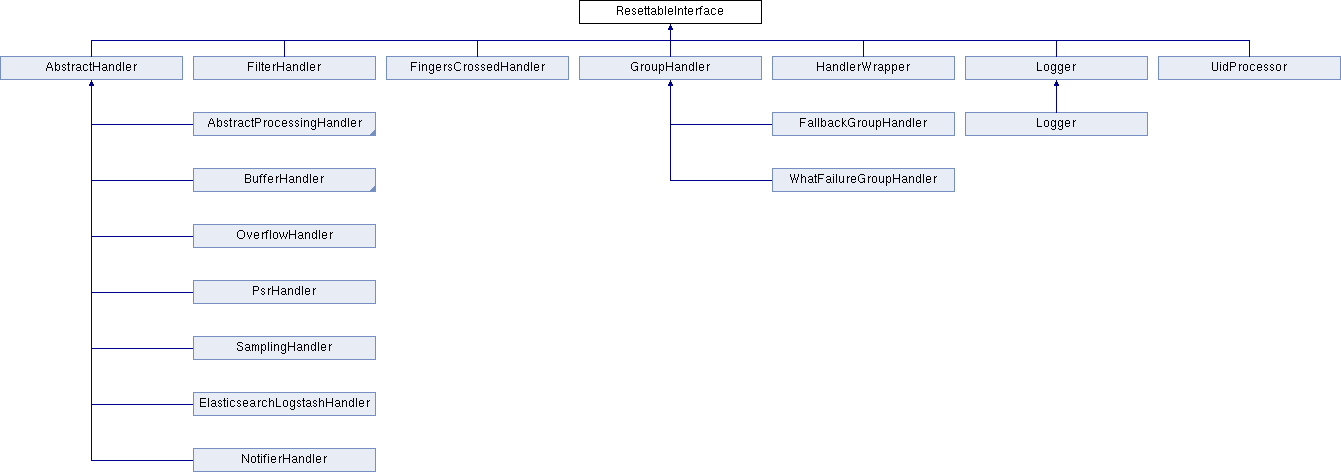 ResettableInterface
AbstractHandler
FilterHandler
FingersCrossedHandler
GroupHandler
HandlerWrapper
Logger
UidProcessor
AbstractProcessingHandler
FallbackGroupHandler
Logger
BufferHandler
WhatFailureGroupHandler
OverflowHandler
PsrHandler
SamplingHandler
ElasticsearchLogstashHandler
NotifierHandler